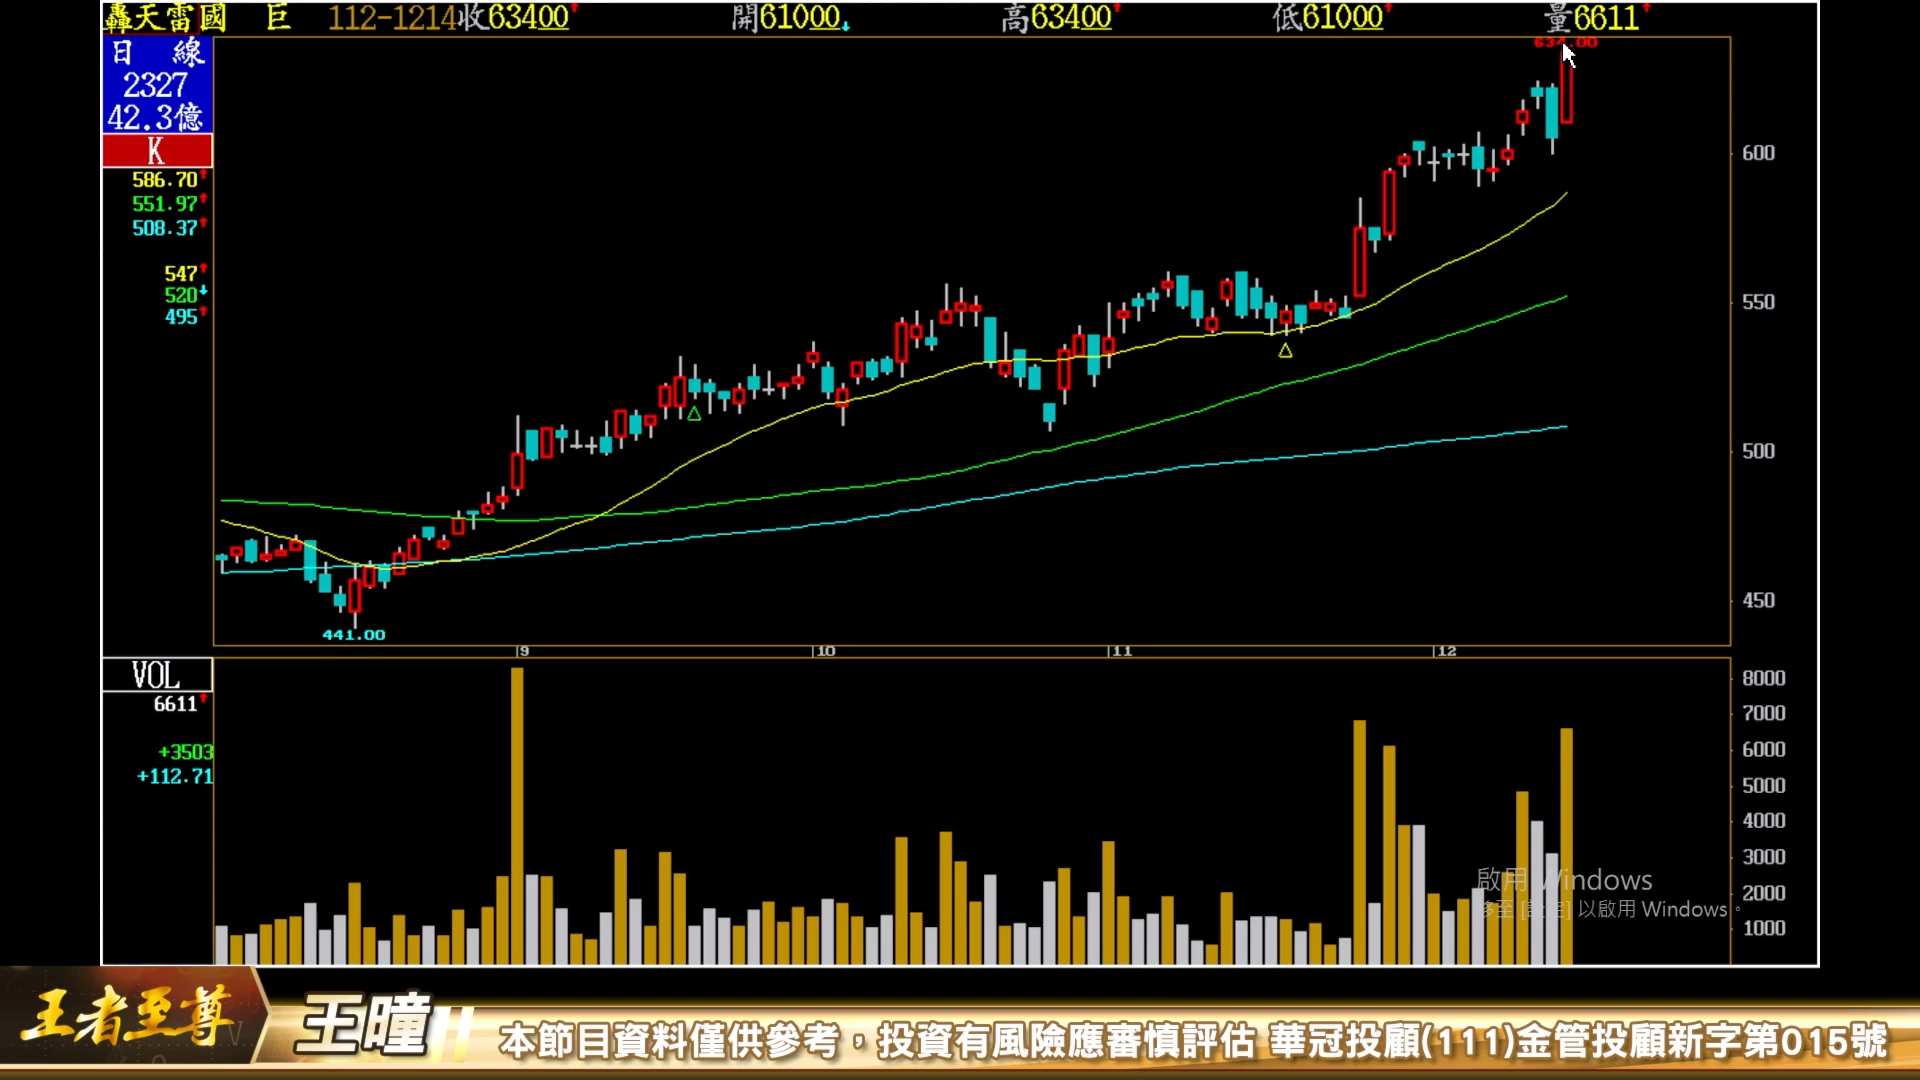 轟天雷國 巨 112-1214收63400 開61000 高63400 低61000 量6611
日 線
2327
42.3億
K
586.70
551.97
508.37
547
520
495
634.00
600
550
500
450
441.00
9 10 11 12
VOL
6611
+3503
+112.71
8000
7000
6000
5000
4000
3000
2000
1000
啟用 Windows
移至 [設定] 以啟用 Windows。
王者至尊
王曈
本節目資料僅供參考，投資有風險應審慎評估 華冠投顧(111)金管投顧新字第015號